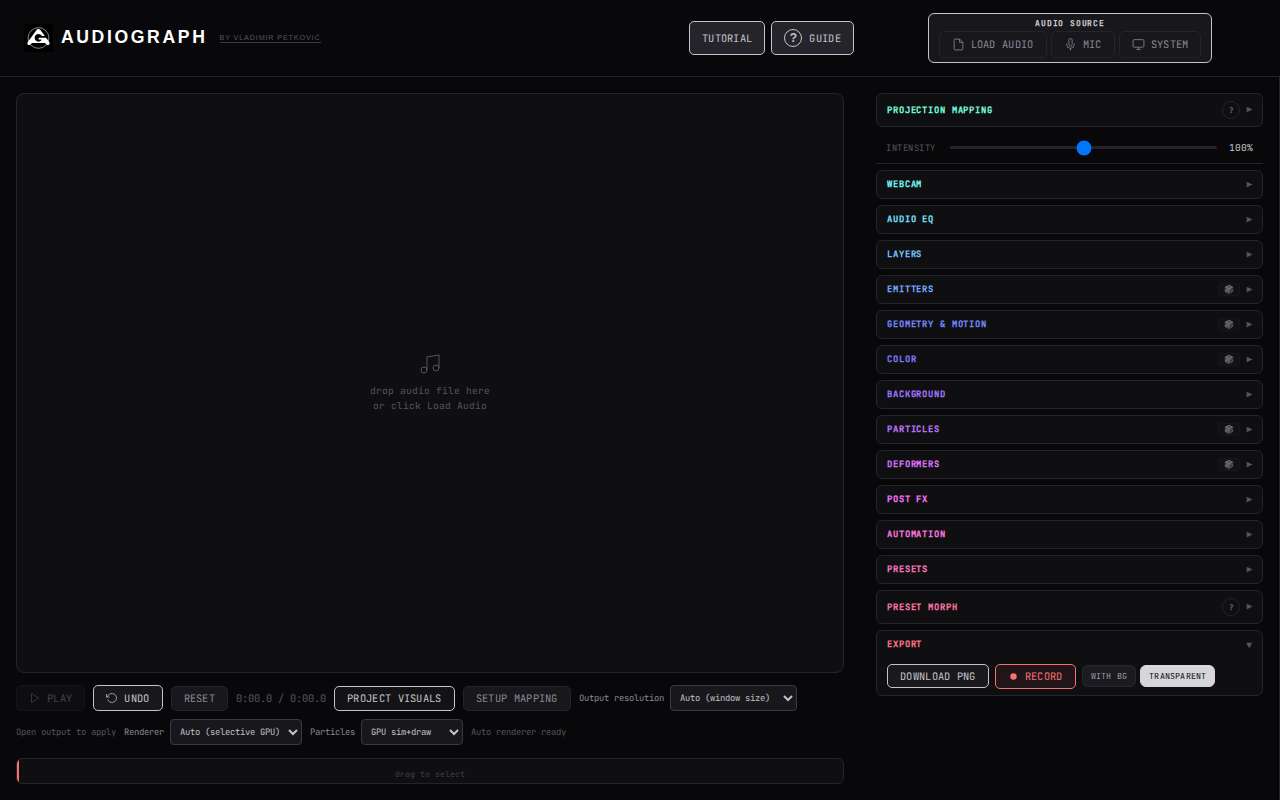 AUDIOGRAPH BY VLADIMIR PETKOVIĆ
TUTORIAL
? GUIDE
AUDIO SOURCE
LOAD AUDIO
MIC
SYSTEM
drop audio file here
or click Load Audio
PROJECTION MAPPING ?
INTENSITY 100%
WEBCAM
AUDIO EQ
LAYERS
EMITTERS
GEOMETRY & MOTION
COLOR
BACKGROUND
PARTICLES
DEFORMERS
POST FX
AUTOMATION
PRESETS
PRESET MORPH ?
EXPORT
DOWNLOAD PNG RECORD WITH BG TRANSPARENT
PLAY UNDO RESET 0:00.0 / 0:00.0 PROJECT VISUALS SETUP MAPPING Output resolution Auto (window size)
Open output to apply Renderer Auto (selective GPU) Particles GPU sim+draw Auto renderer ready
drag to select